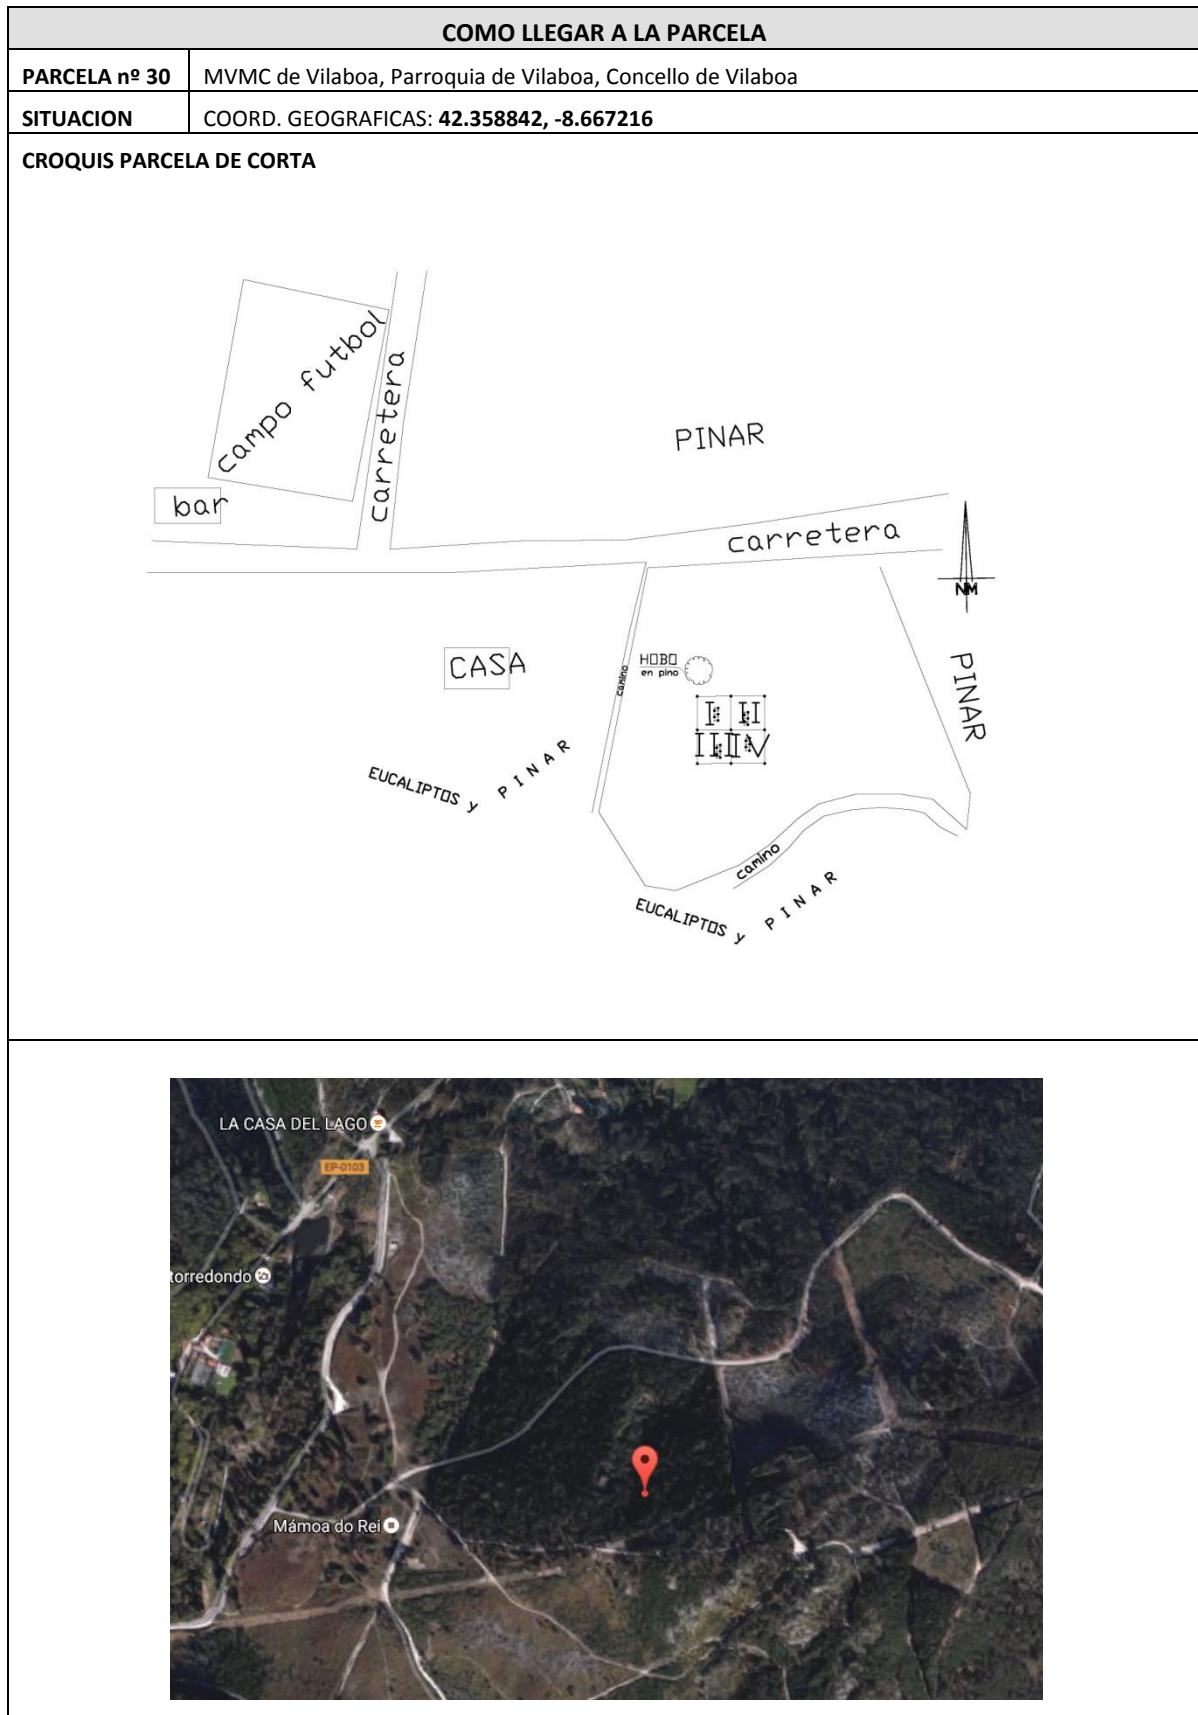 COMO LLEGAR A LA PARCELA
PARCELA nº 30 MVMC de Vilaboa, Parroquia de Vilaboa, Concello de Vilaboa
SITUACION COORD. GEOGRAFICAS: 42.358842, -8.667216
CROQUIS PARCELA DE CORTA
campo futbol
carretera
PINAR
bar
carretera
NM
CASA
camino
HOBO
en pino
PINAR
I II
III IV
EUCALIPTOS y PINAR
camino
EUCALIPTOS y PINAR
LA CASA DEL LAGO
EP-0103
torredondo
Mámoa do Rei